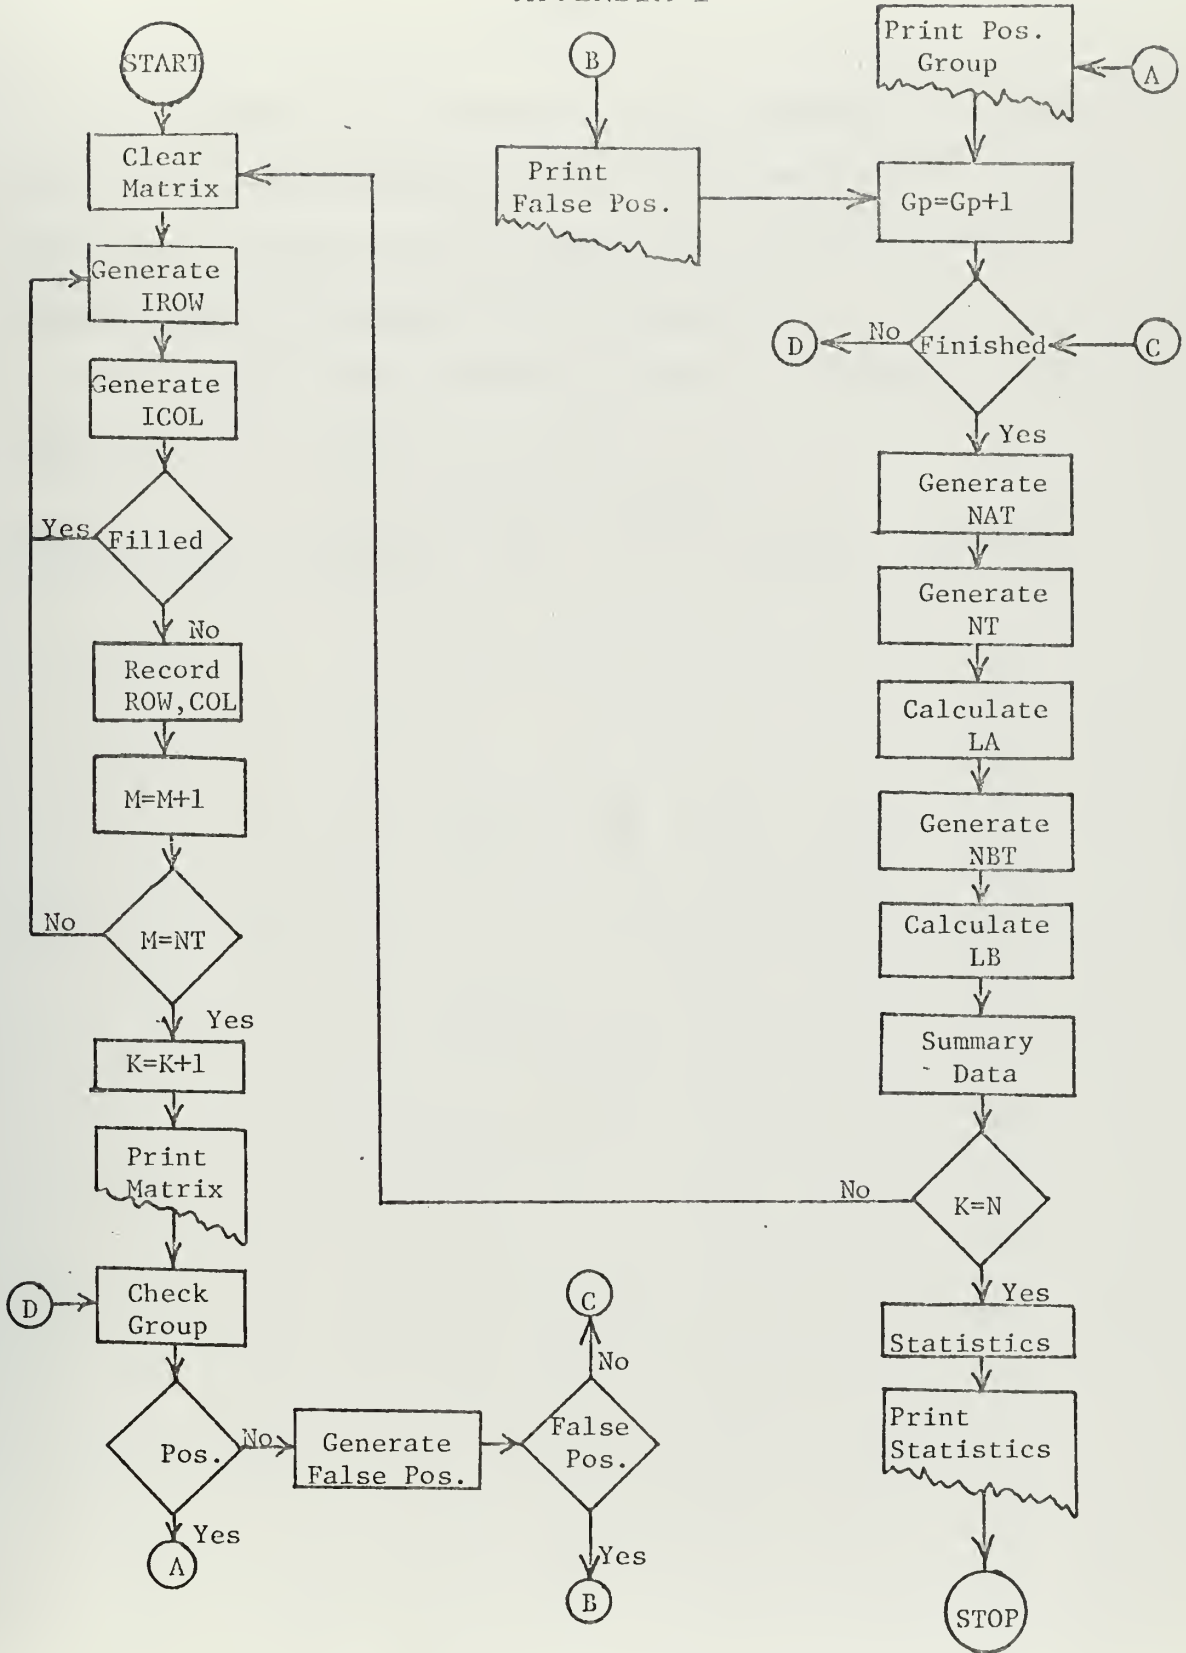 START
Clear
Matrix
Generate
IROW
Generate
ICOL
Yes
Filled
No
Record
ROW,COL
M=M+1
No
M=NT
Yes
K=K+1
Print
Matrix
D
Check
Group
Pos.
No
Yes
A
Generate
False Pos.
C
No
False
Pos.
Yes
B
B
Print
False Pos.
Print Pos.
Group
A
Gp=Gp+1
D
No
Finished
C
Yes
Generate
NAT
Generate
NT
Calculate
LA
Generate
NBT
Calculate
LB
Summary
Data
No
K=N
Yes
Statistics
Print
Statistics
STOP